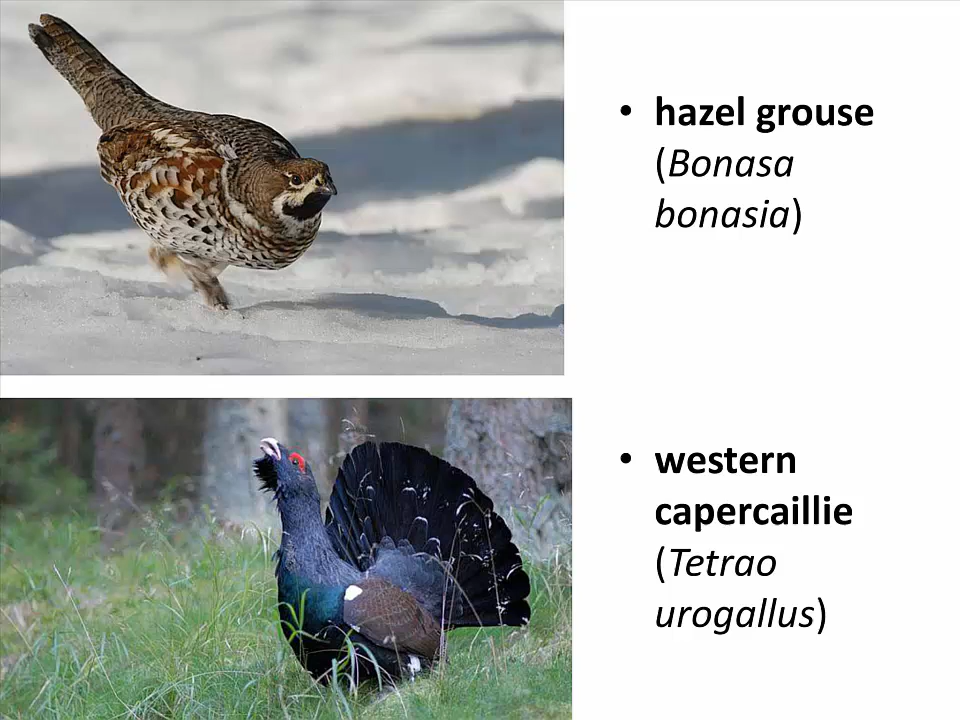 • hazel grouse
(Bonasa
bonasia)
• western
capercaillie
(Tetrao
urogallus)